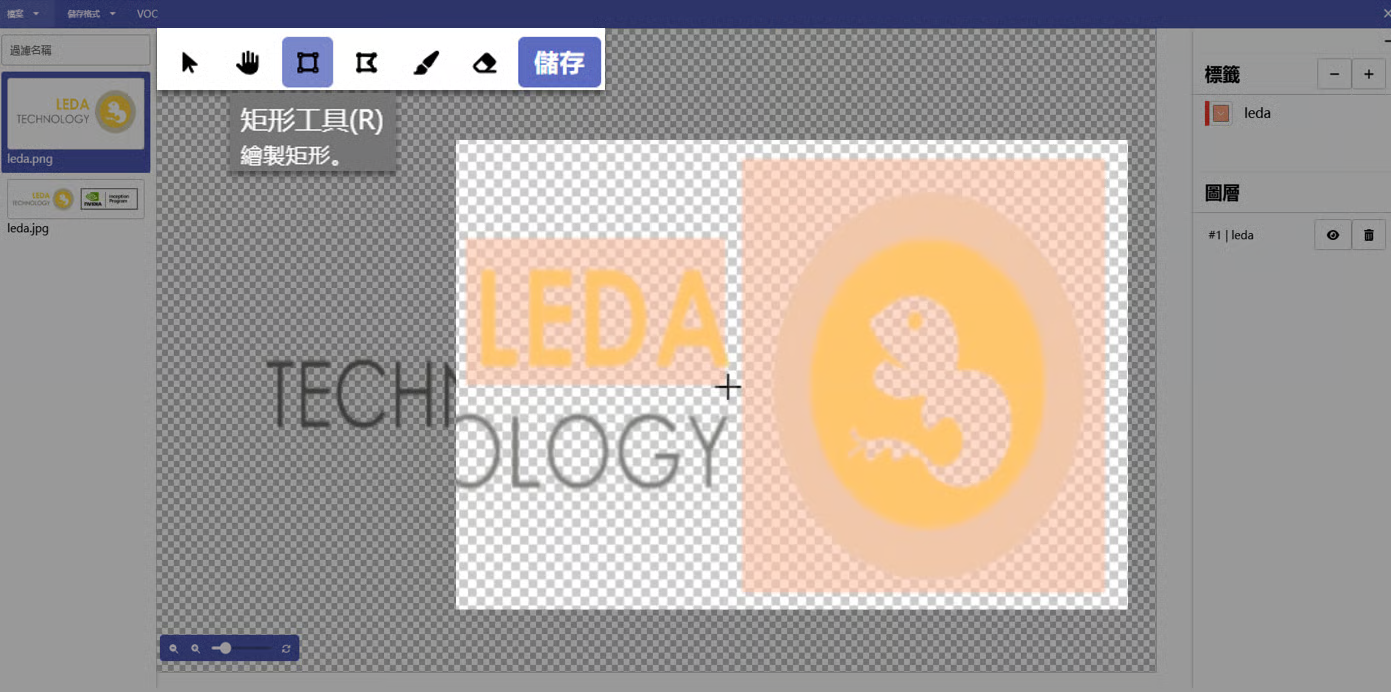 檔案
儲存格式
VOC
過濾名稱
LEDA
TECHNOLOGY
leda.png
LEDA
TECHNOLOGY
NVIDIA
Inception
Program
leda.jpg
儲存
矩形工具(R)
繪製矩形。
LEDA
TECHNOLOGY
標籤
leda
圖層
#1 | leda